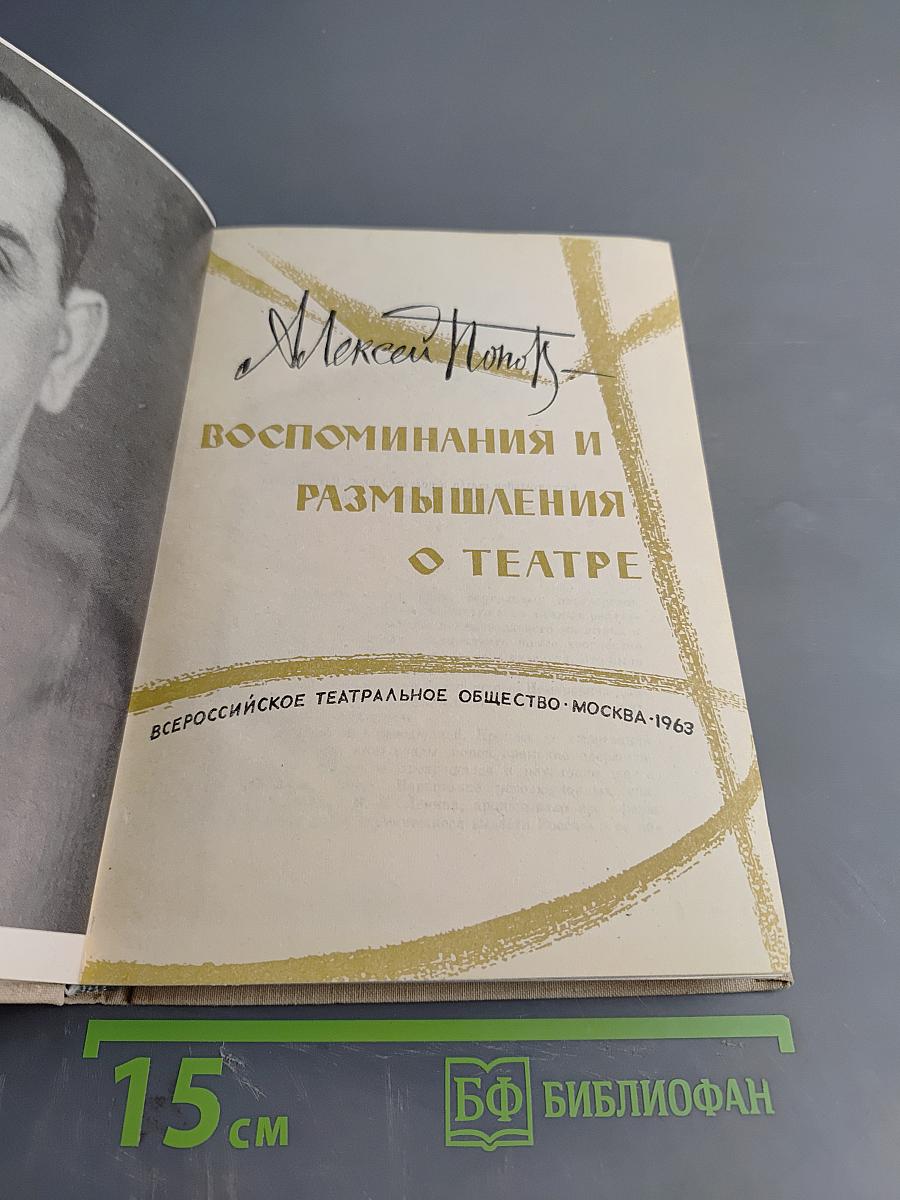 Алексей Попов
ВОСПОМИНАНИЯ И
РАЗМЫШЛЕНИЯ
О ТЕАТРЕ
ВСЕРОССИЙСКОЕ ТЕАТРАЛЬНОЕ ОБЩЕСТВО·МОСКВА·1963
15 см
БФ БИБЛИОФАН